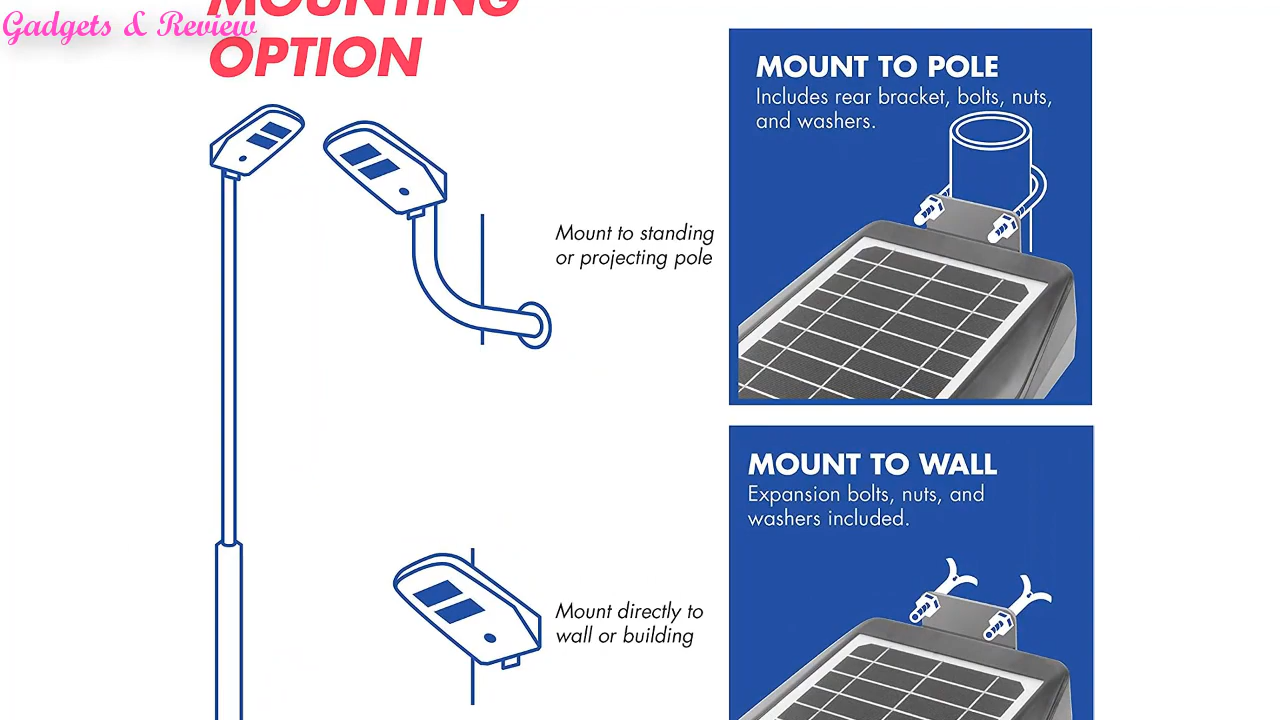 MOUNTING
Gadgets & Review
OPTION
MOUNT TO POLE
Includes rear bracket, bolts, nuts,
and washers.
Mount to standing
or projecting pole
MOUNT TO WALL
Expansion bolts, nuts, and
washers included.
Mount directly to
wall or building